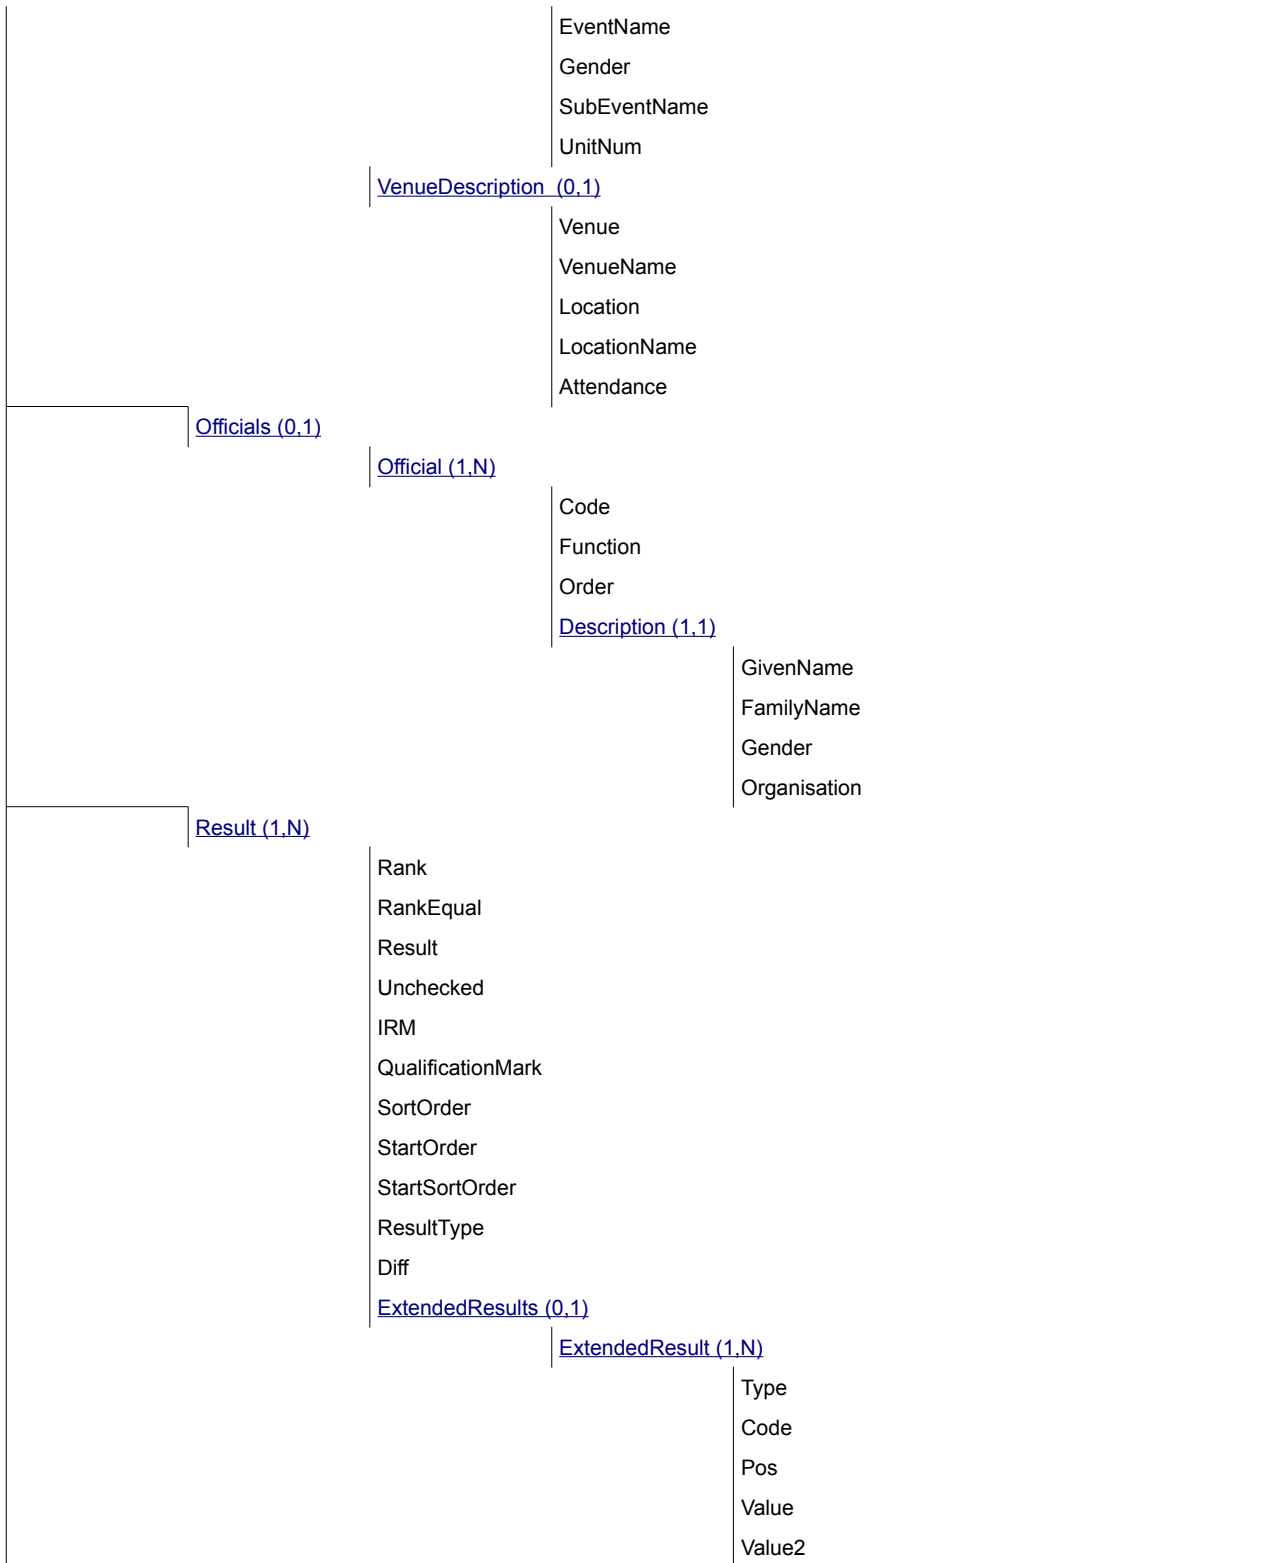 EventName
Gender
SubEventName
UnitNum
VenueDescription  (0,1)
Venue
VenueName
Location
LocationName
Attendance
Officials (0,1)
Official (1,N)
Code
Function
Order
Description (1,1)
GivenName
FamilyName
Gender
Organisation
Result (1,N)
Rank
RankEqual
Result
Unchecked
IRM
QualificationMark
SortOrder
StartOrder
StartSortOrder
ResultType
Diff
ExtendedResults (0,1)
ExtendedResult (1,N)
Type
Code
Pos
Value
Value2